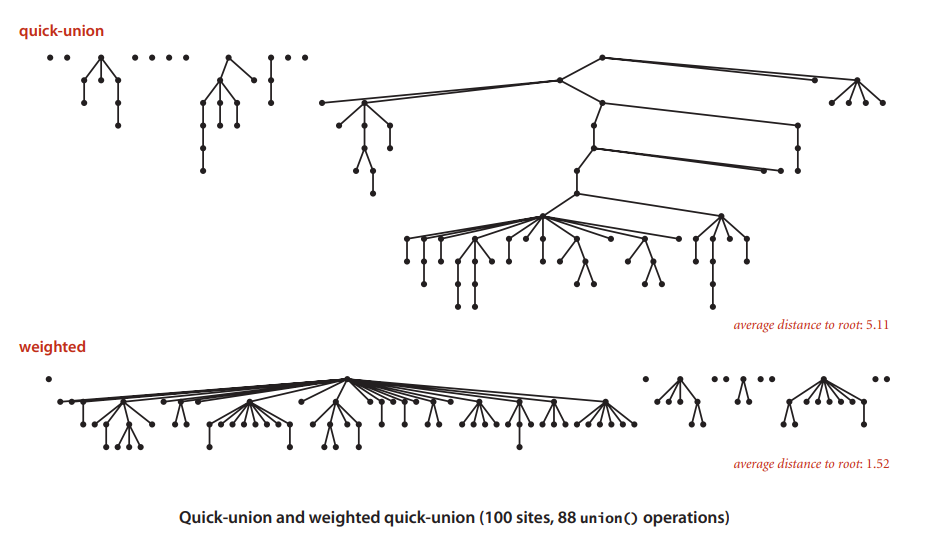 quick-union
average distance to root: 5.11
weighted
average distance to root: 1.52
Quick-union and weighted quick-union (100 sites, 88 union() operations)